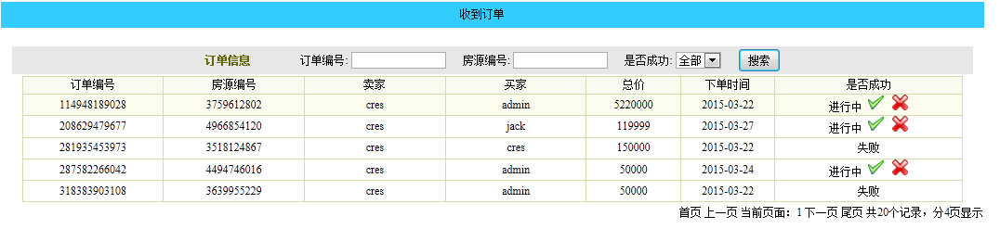 收到订单
订单信息 订单编号: 房源编号: 是否成功: 全部 搜索
订单编号 房源编号 卖家 买家 总价 下单时间 是否成功
114948189028 3759612802 cres admin 5220000 2015-03-22 进行中
208629479677 4966854120 cres jack 119999 2015-03-27 进行中
281935453973 3518124867 cres cres 150000 2015-03-22 失败
287582266042 4494746016 cres admin 50000 2015-03-24 进行中
318383903108 3639955229 cres admin 50000 2015-03-22 失败
首页 上一页 当前页面：1 下一页 尾页 共20个记录，分4页显示